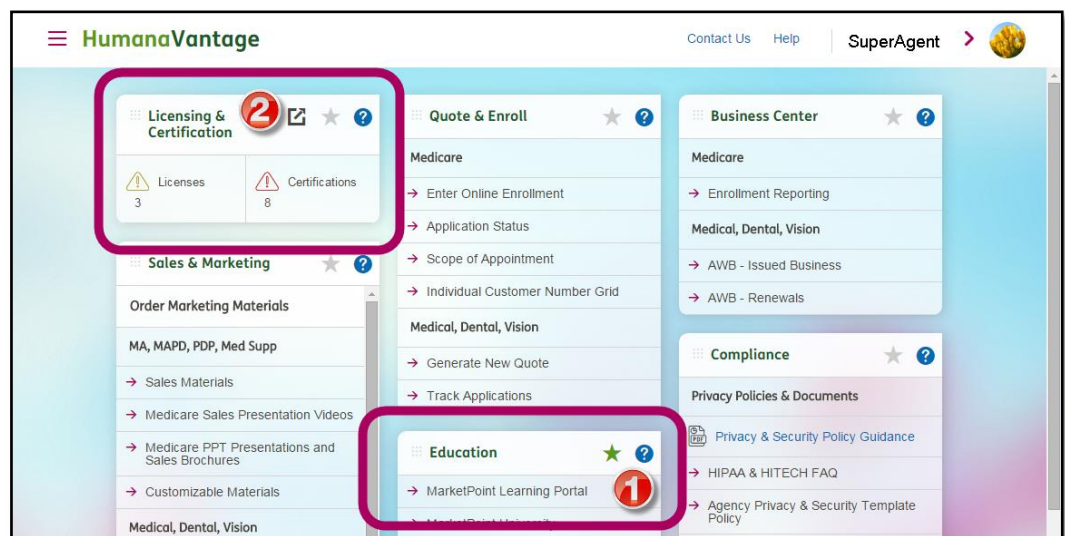 HumanaVantage
Contact Us Help SuperAgent
Licensing &
Certification
2
Licenses
3
Certifications
8
Sales & Marketing
Order Marketing Materials
MA, MAPD, PDP, Med Supp
Sales Materials
Medicare Sales Presentation Videos
Medicare PPT Presentations and
Sales Brochures
Customizable Materials
Medical, Dental, Vision
Quote & Enroll
Medicare
Enter Online Enrollment
Application Status
Scope of Appointment
Individual Customer Number Grid
Medical, Dental, Vision
Generate New Quote
Track Applications
Education
1
MarketPoint Learning Portal
MarketPoint University
Business Center
Medicare
Enrollment Reporting
Medical, Dental, Vision
AWB - Issued Business
AWB - Renewals
Compliance
Privacy Policies & Documents
PDF
Privacy & Security Policy Guidance
HIPAA & HITECH FAQ
Agency Privacy & Security Template
Policy